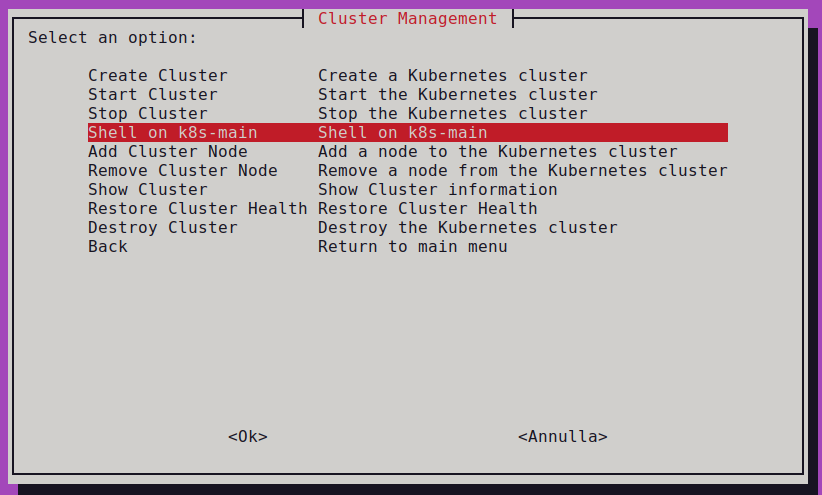 Cluster Management
Select an option:
Create Cluster Create a Kubernetes cluster
Start Cluster Start the Kubernetes cluster
Stop Cluster Stop the Kubernetes cluster
Shell on k8s-main Shell on k8s-main
Add Cluster Node Add a node to the Kubernetes cluster
Remove Cluster Node Remove a node from the Kubernetes cluster
Show Cluster Show Cluster information
Restore Cluster Health Restore Cluster Health
Destroy Cluster Destroy the Kubernetes cluster
Back Return to main menu
<Ok> <Annulla>